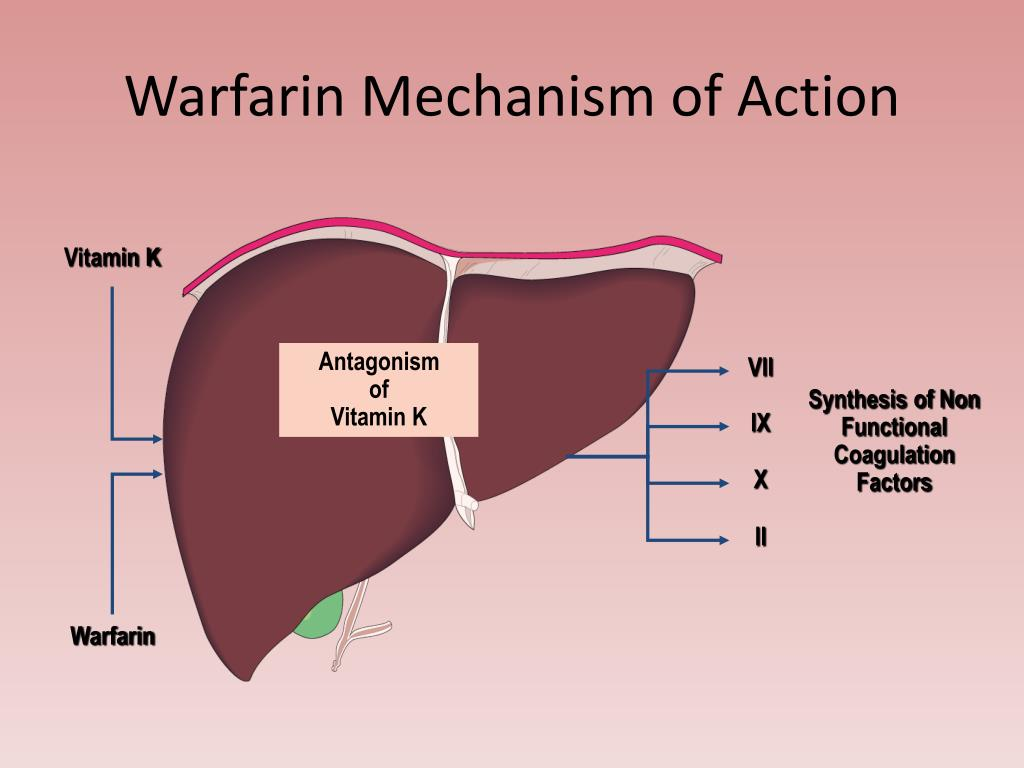 Warfarin Mechanism of Action
Vitamin K
Antagonism
of
Vitamin K
Warfarin
VII
IX
X
II
Synthesis of Non
Functional
Coagulation
Factors